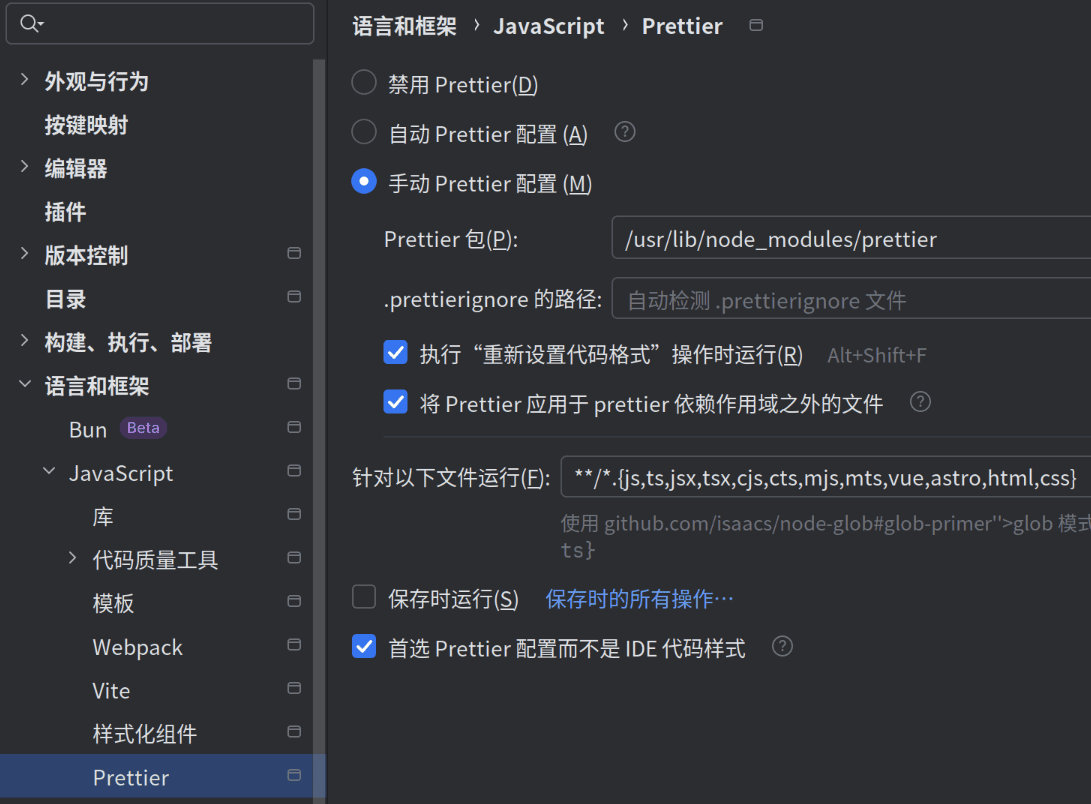 外观与行为
按键映射
编辑器
插件
版本控制
目录
构建、执行、部署
语言和框架
Bun Beta
JavaScript
库
代码质量工具
模板
Webpack
Vite
样式化组件
Prettier
语言和框架 › JavaScript › Prettier
禁用 Prettier(D)
自动 Prettier 配置 (A) ?
手动 Prettier 配置 (M)
Prettier 包(P): /usr/lib/node_modules/prettier
.prettierignore 的路径: 自动检测 .prettierignore 文件
执行“重新设置代码格式”操作时运行(R) Alt+Shift+F
将 Prettier 应用于 prettier 依赖作用域之外的文件 ?
针对以下文件运行(F): **/*.{js,ts,jsx,tsx,cjs,cts,mjs,mts,vue,astro,html,css}
使用 github.com/isaacs/node-glob#glob-primer''>glob 模式
ts}
保存时运行(S) 保存时的所有操作…
首选 Prettier 配置而不是 IDE 代码样式 ?